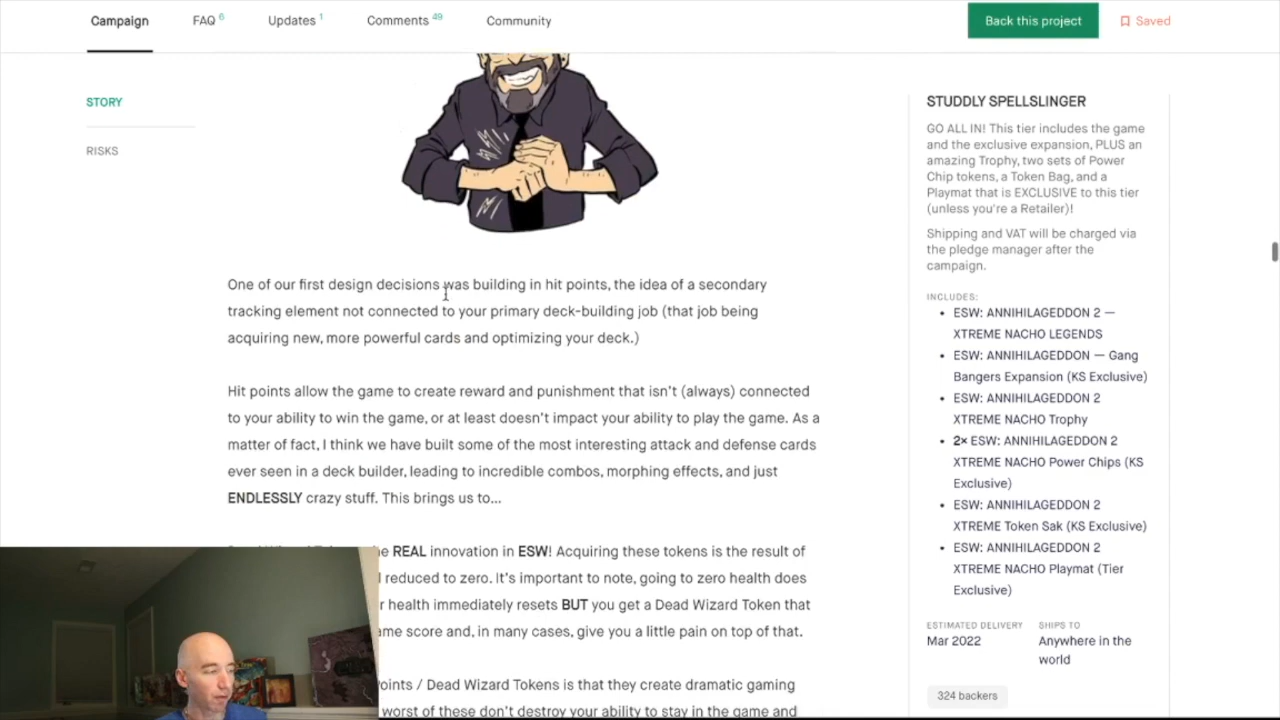 Campaign
FAQ 6
Updates 1
Comments 49
Community
Back this project
Saved
STORY
RISKS
One of our first design decisions was building in hit points, the idea of a secondary
tracking element not connected to your primary deck-building job (that job being
acquiring new, more powerful cards and optimizing your deck.)
Hit points allow the game to create reward and punishment that isn't (always) connected
to your ability to win the game, or at least doesn't impact your ability to play the game. As a
matter of fact, I think we have built some of the most interesting attack and defense cards
ever seen in a deck builder, leading to incredible combos, morphing effects, and just
ENDLESSLY crazy stuff. This brings us to...
REAL innovation in ESW! Acquiring these tokens is the result of
reduced to zero. It's important to note, going to zero health does
health immediately resets BUT you get a Dead Wizard Token that
score and, in many cases, give you a little pain on top of that.
/ Dead Wizard Tokens is that they create dramatic gaming
worst of these don't destroy your ability to stay in the game and
STUDDLY SPELLSLINGER
GO ALL IN! This tier includes the game
and the exclusive expansion, PLUS an
amazing Trophy, two sets of Power
Chip tokens, a Token Bag, and a
Playmat that is EXCLUSIVE to this tier
(unless you're a Retailer)!
Shipping and VAT will be charged via
the pledge manager after the
campaign.
INCLUDES:
• ESW: ANNIHILAGEDDON 2 —
XTREME NACHO LEGENDS
• ESW: ANNIHILAGEDDON — Gang
Bangers Expansion (KS Exclusive)
• ESW: ANNIHILAGEDDON 2
XTREME NACHO Trophy
• 2× ESW: ANNIHILAGEDDON 2
XTREME NACHO Power Chips (KS
Exclusive)
• ESW: ANNIHILAGEDDON 2
XTREME Token Sak (KS Exclusive)
• ESW: ANNIHILAGEDDON 2
XTREME NACHO Playmat (Tier
Exclusive)
ESTIMATED DELIVERY
Mar 2022
SHIPS TO
Anywhere in the
world
324 backers